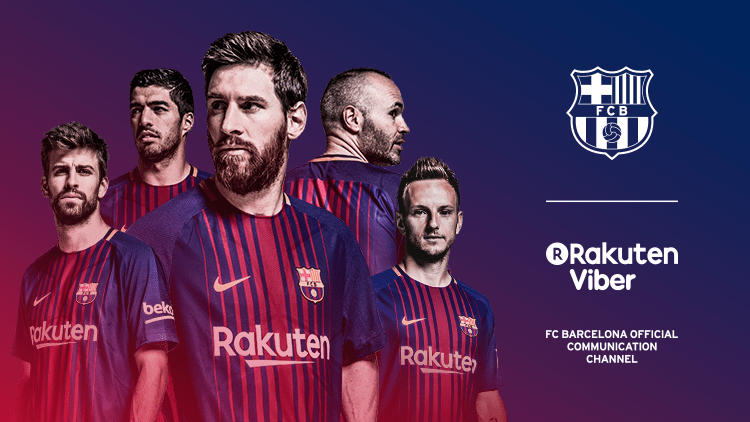 FCB
Rakuten
beko
Rakuten
Rakuten
R Rakuten
Viber
FC BARCELONA OFFICIAL
COMMUNICATION
CHANNEL